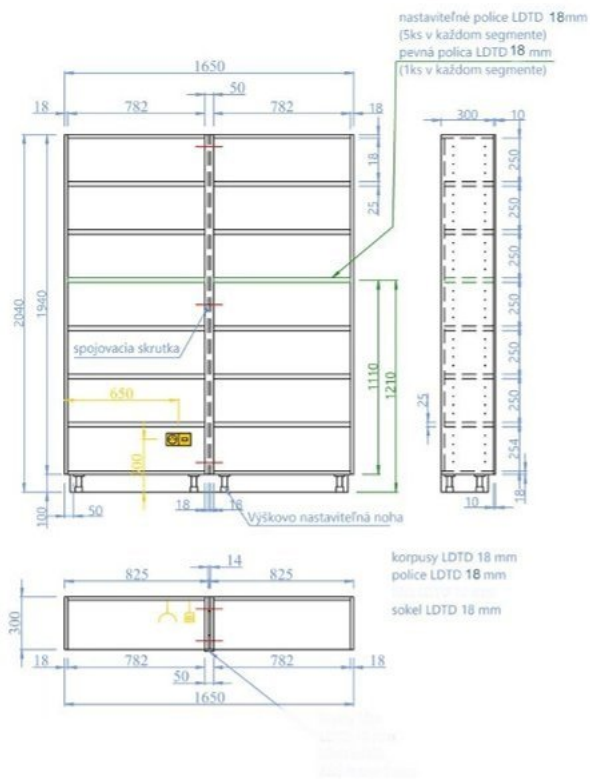 nastaviteľné police LDTD 18mm
(5ks v každom segmente)
pevná polica LDTD 18 mm
(1ks v každom segmente)
1650
50
18 782 782 18
300 10
18
25
250
250
250
250
250
250
254
2040
1940
spojovacia skrutka
1110
1210
650
25
100
50
18 18
Výškovo nastaviteľná noha
10
18
14
825 825
korpusy LDTD 18 mm
police LDTD 18 mm
sokel LDTD 18 mm
300
18 782 782 18
50
1650